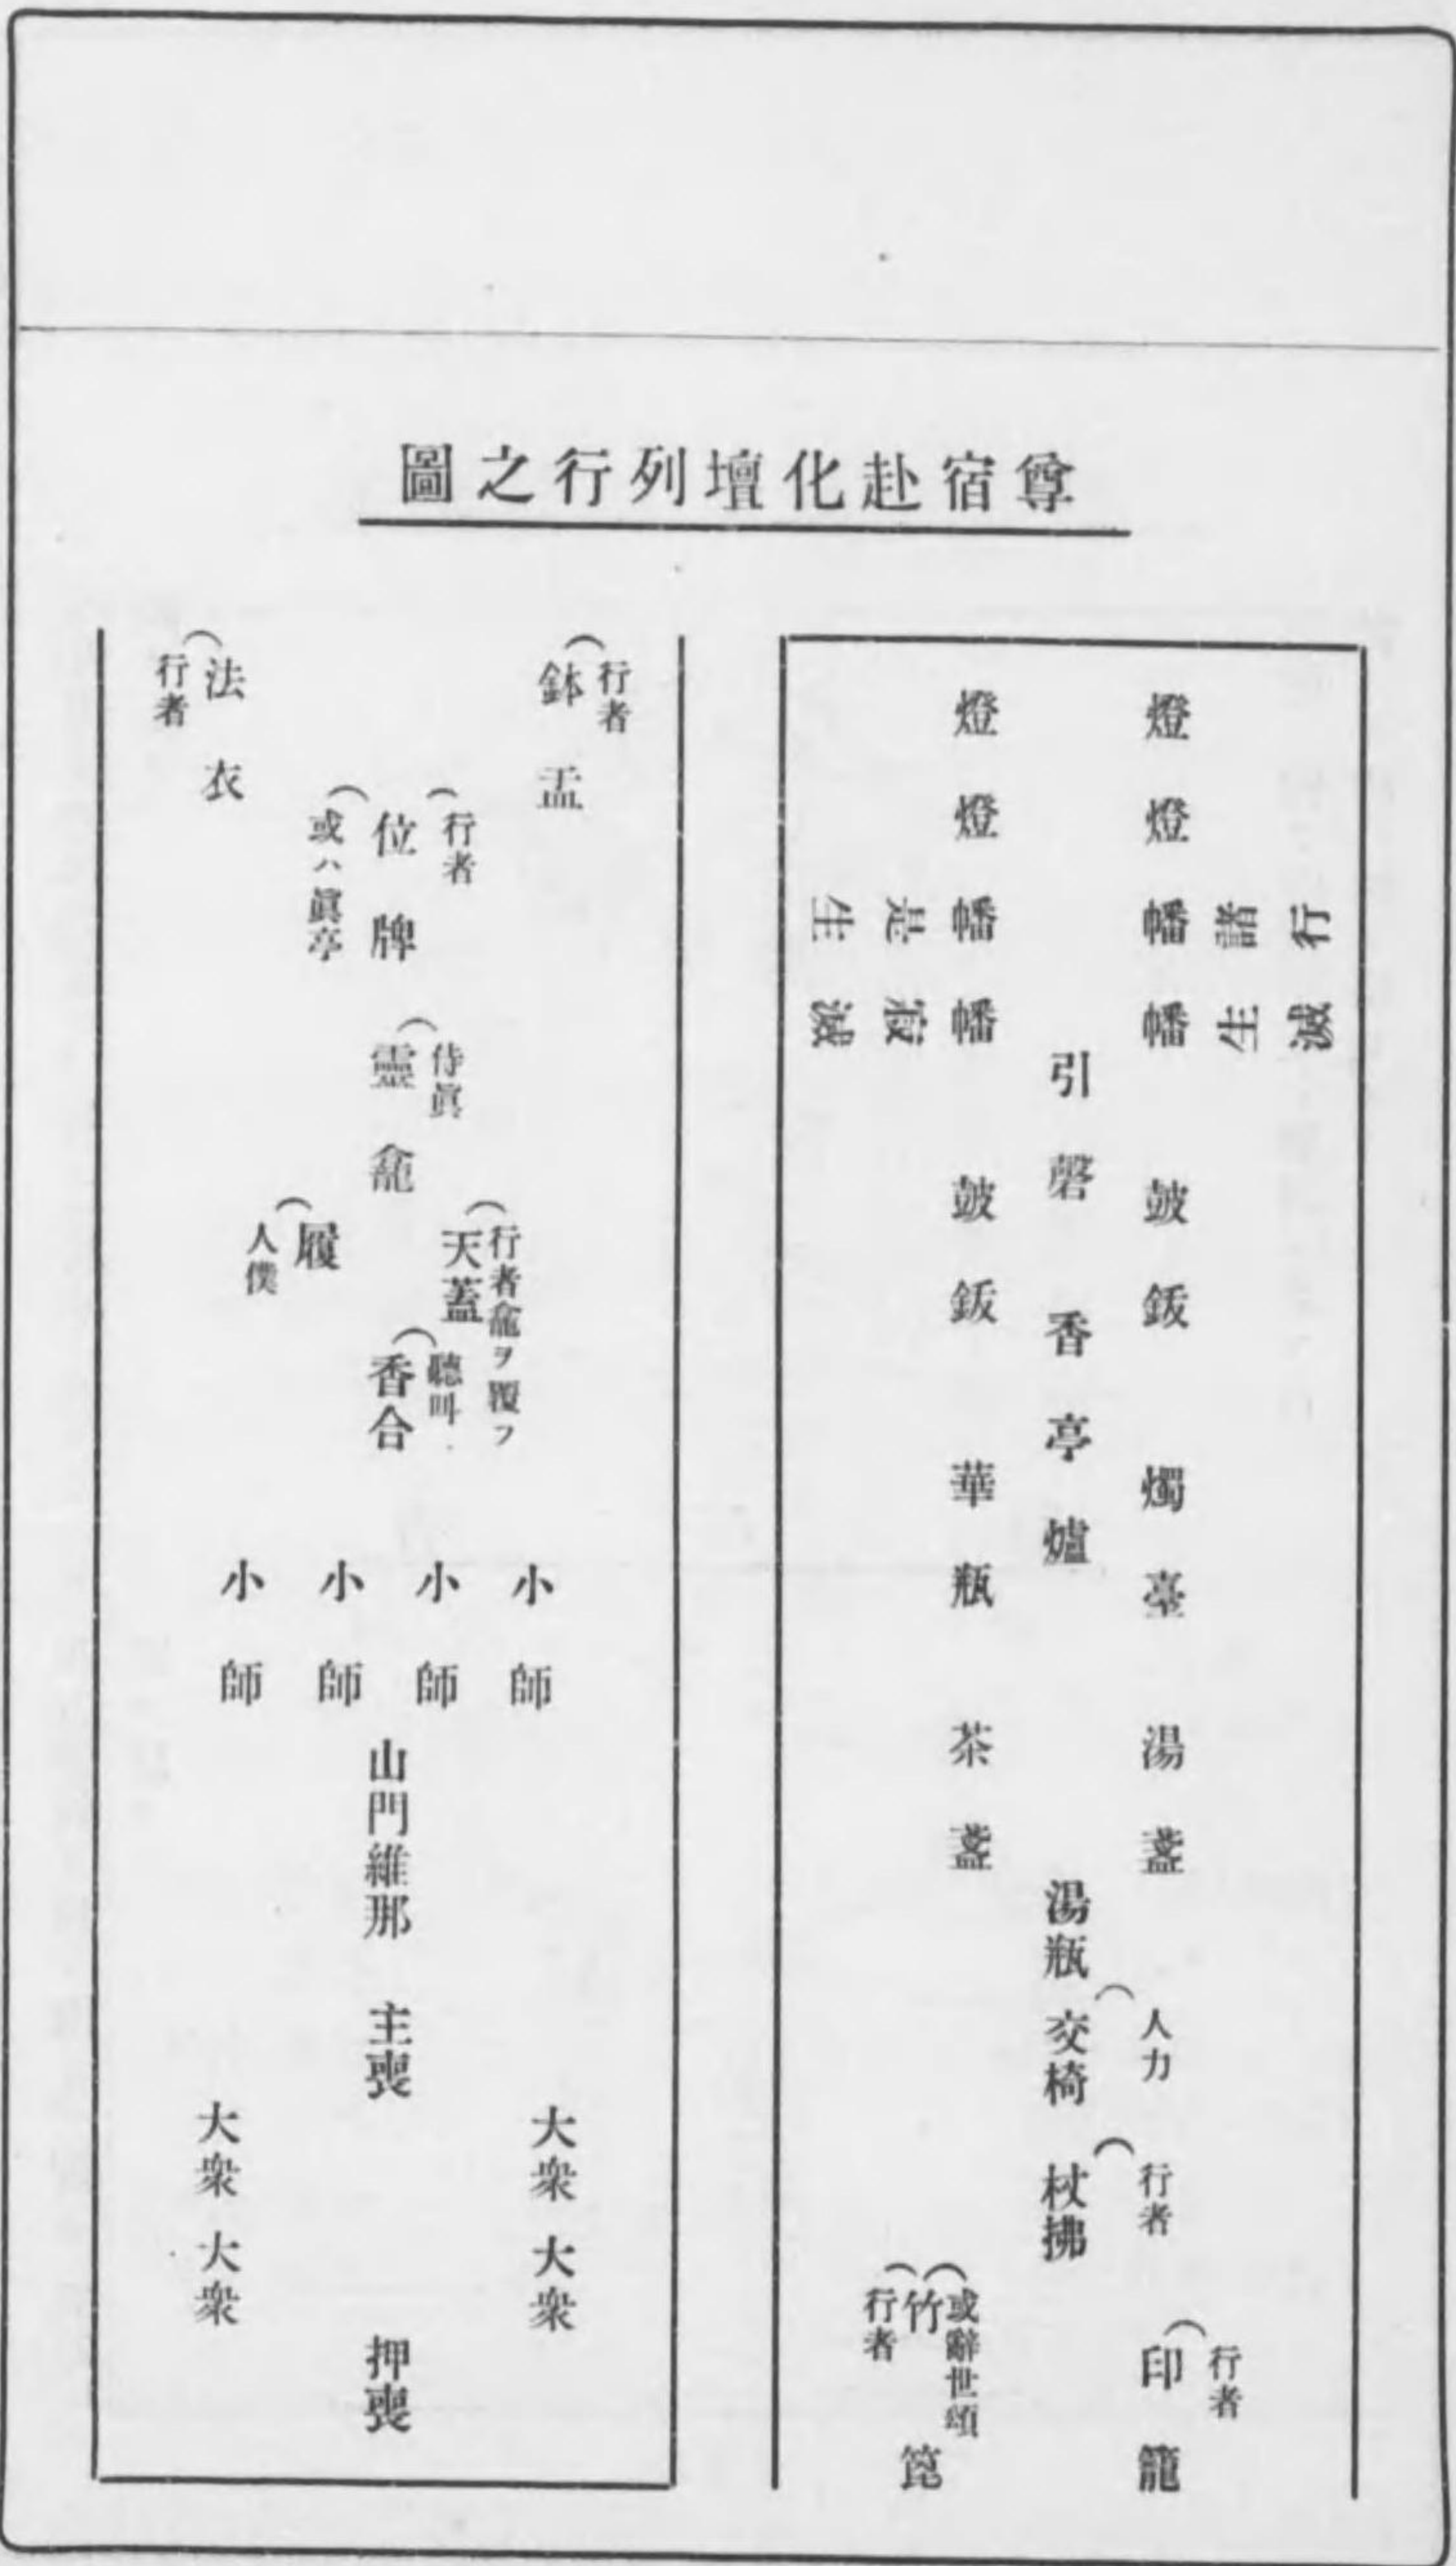 尊宿赴化壇列行之圖
諸行
生滅
燈 燈 幡 幡 鈸 鈸 燭臺 湯盞 印籠
行者
引磬 香亭爐 湯瓶 交椅 杖拂
人力
行者
燈 燈 幡 幡 鈸 鈸 華瓶 茶盞
是生
寂滅
或辭世頌
竹篦
行者
行者
鉢盂
行者龕ヲ覆フ
天蓋
小師 大衆 大衆
行者
侍眞
聽呌
小師
位牌 靈龕 香合 山門維那 主喪 押喪
或ハ眞亭
履
人僕
小師
法衣
行者
小師 大衆 大衆